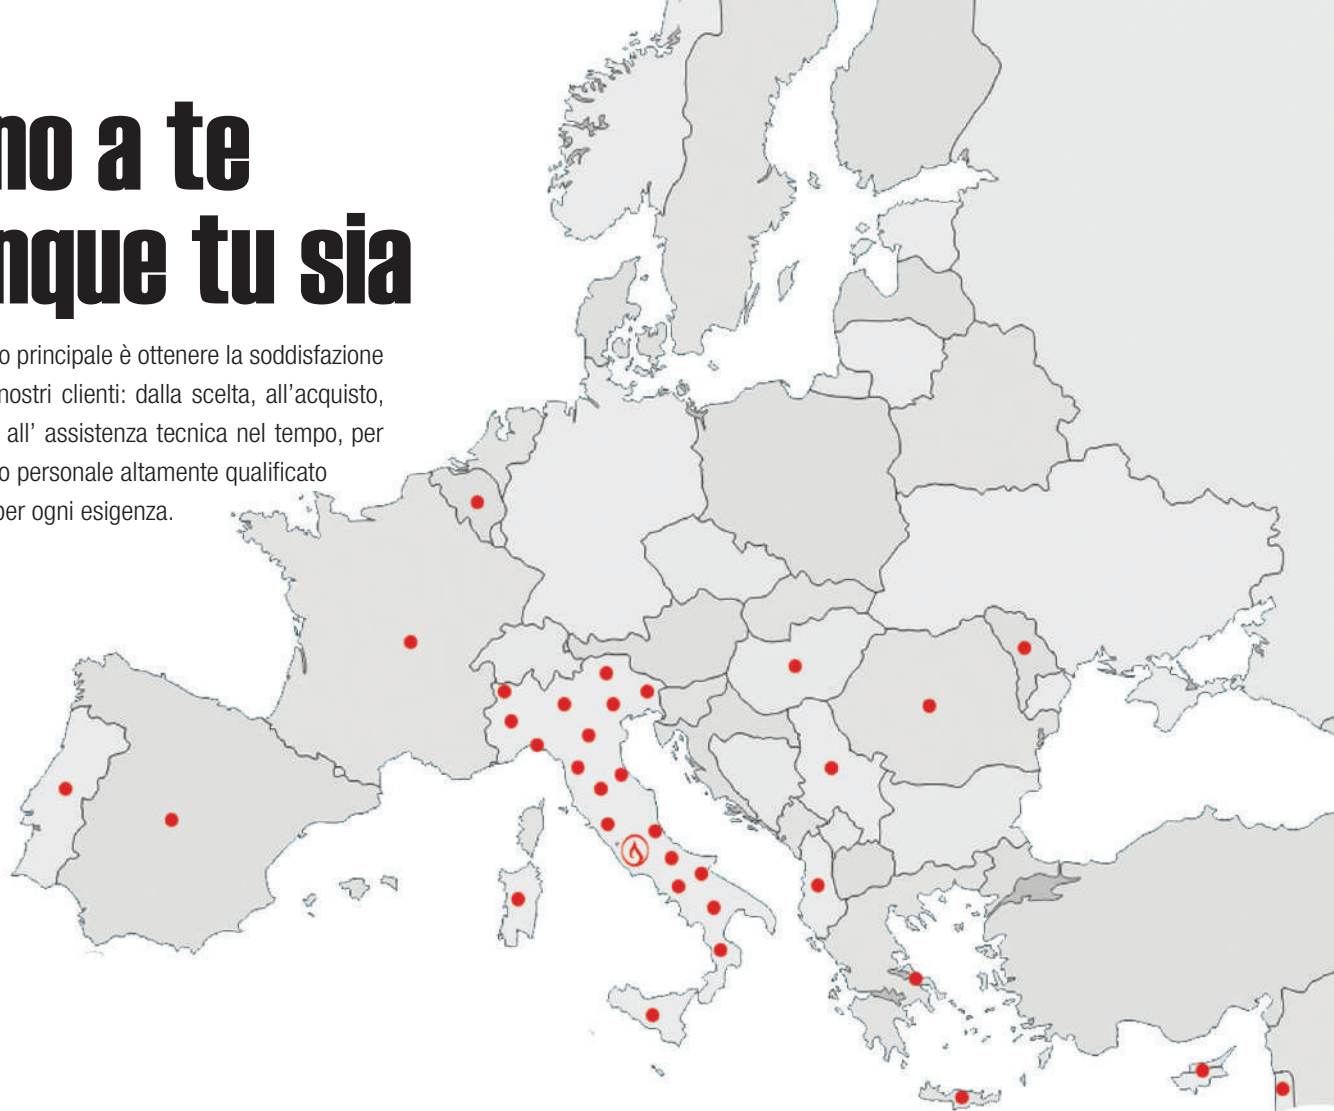 no a te
nque tu sia
o principale è ottenere la soddisfazione
nostri clienti: dalla scelta, all’acquisto,
all’ assistenza tecnica nel tempo, per
o personale altamente qualificato
per ogni esigenza.